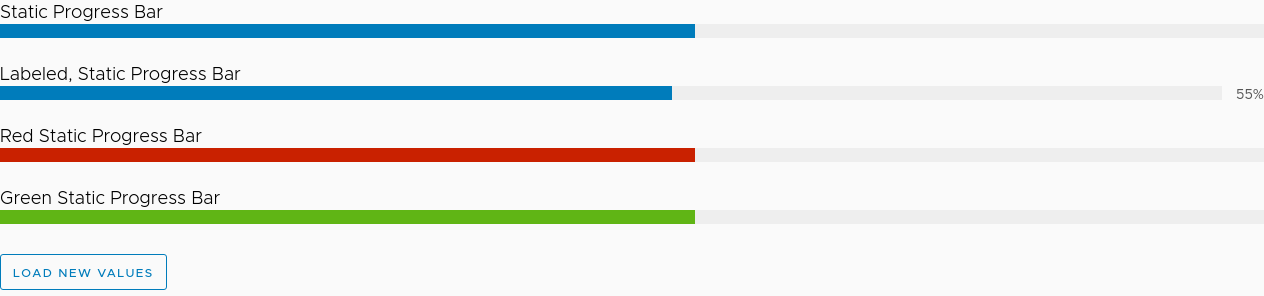 Static Progress Bar
Labeled, Static Progress Bar
55%
Red Static Progress Bar
Green Static Progress Bar
LOAD NEW VALUES